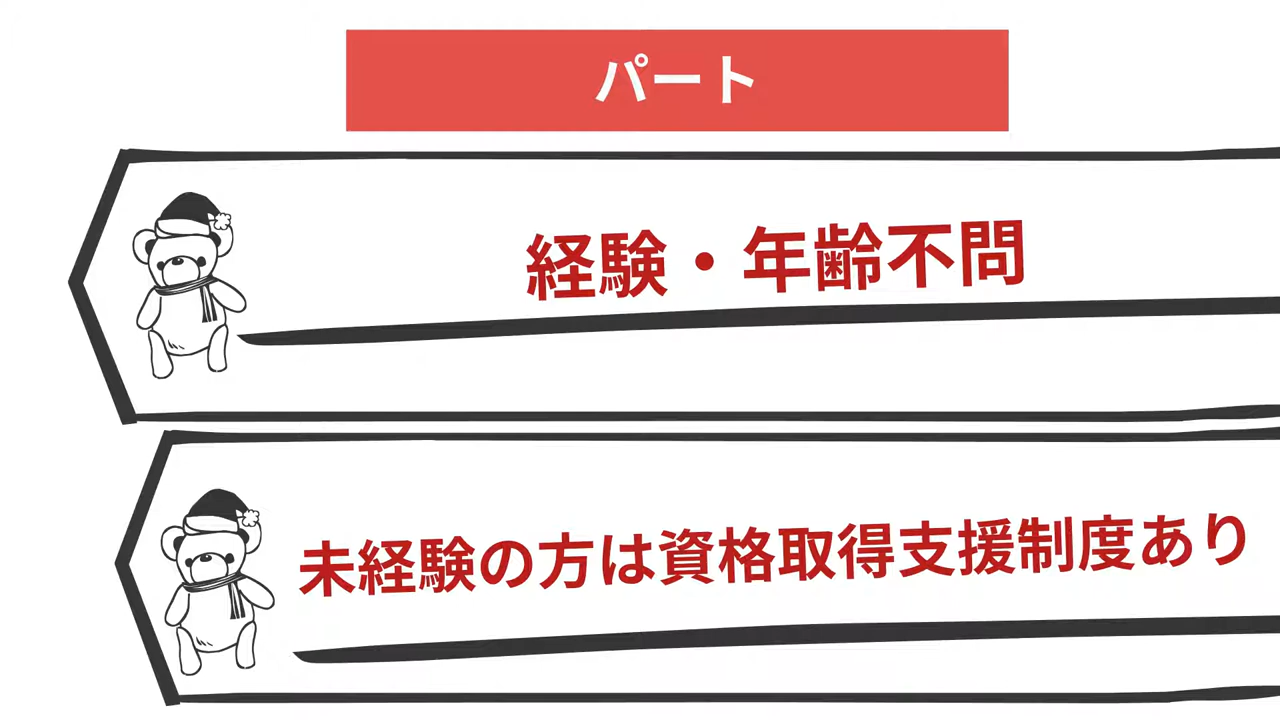 パート
経験・年齢不問
未経験の方は資格取得支援制度あり